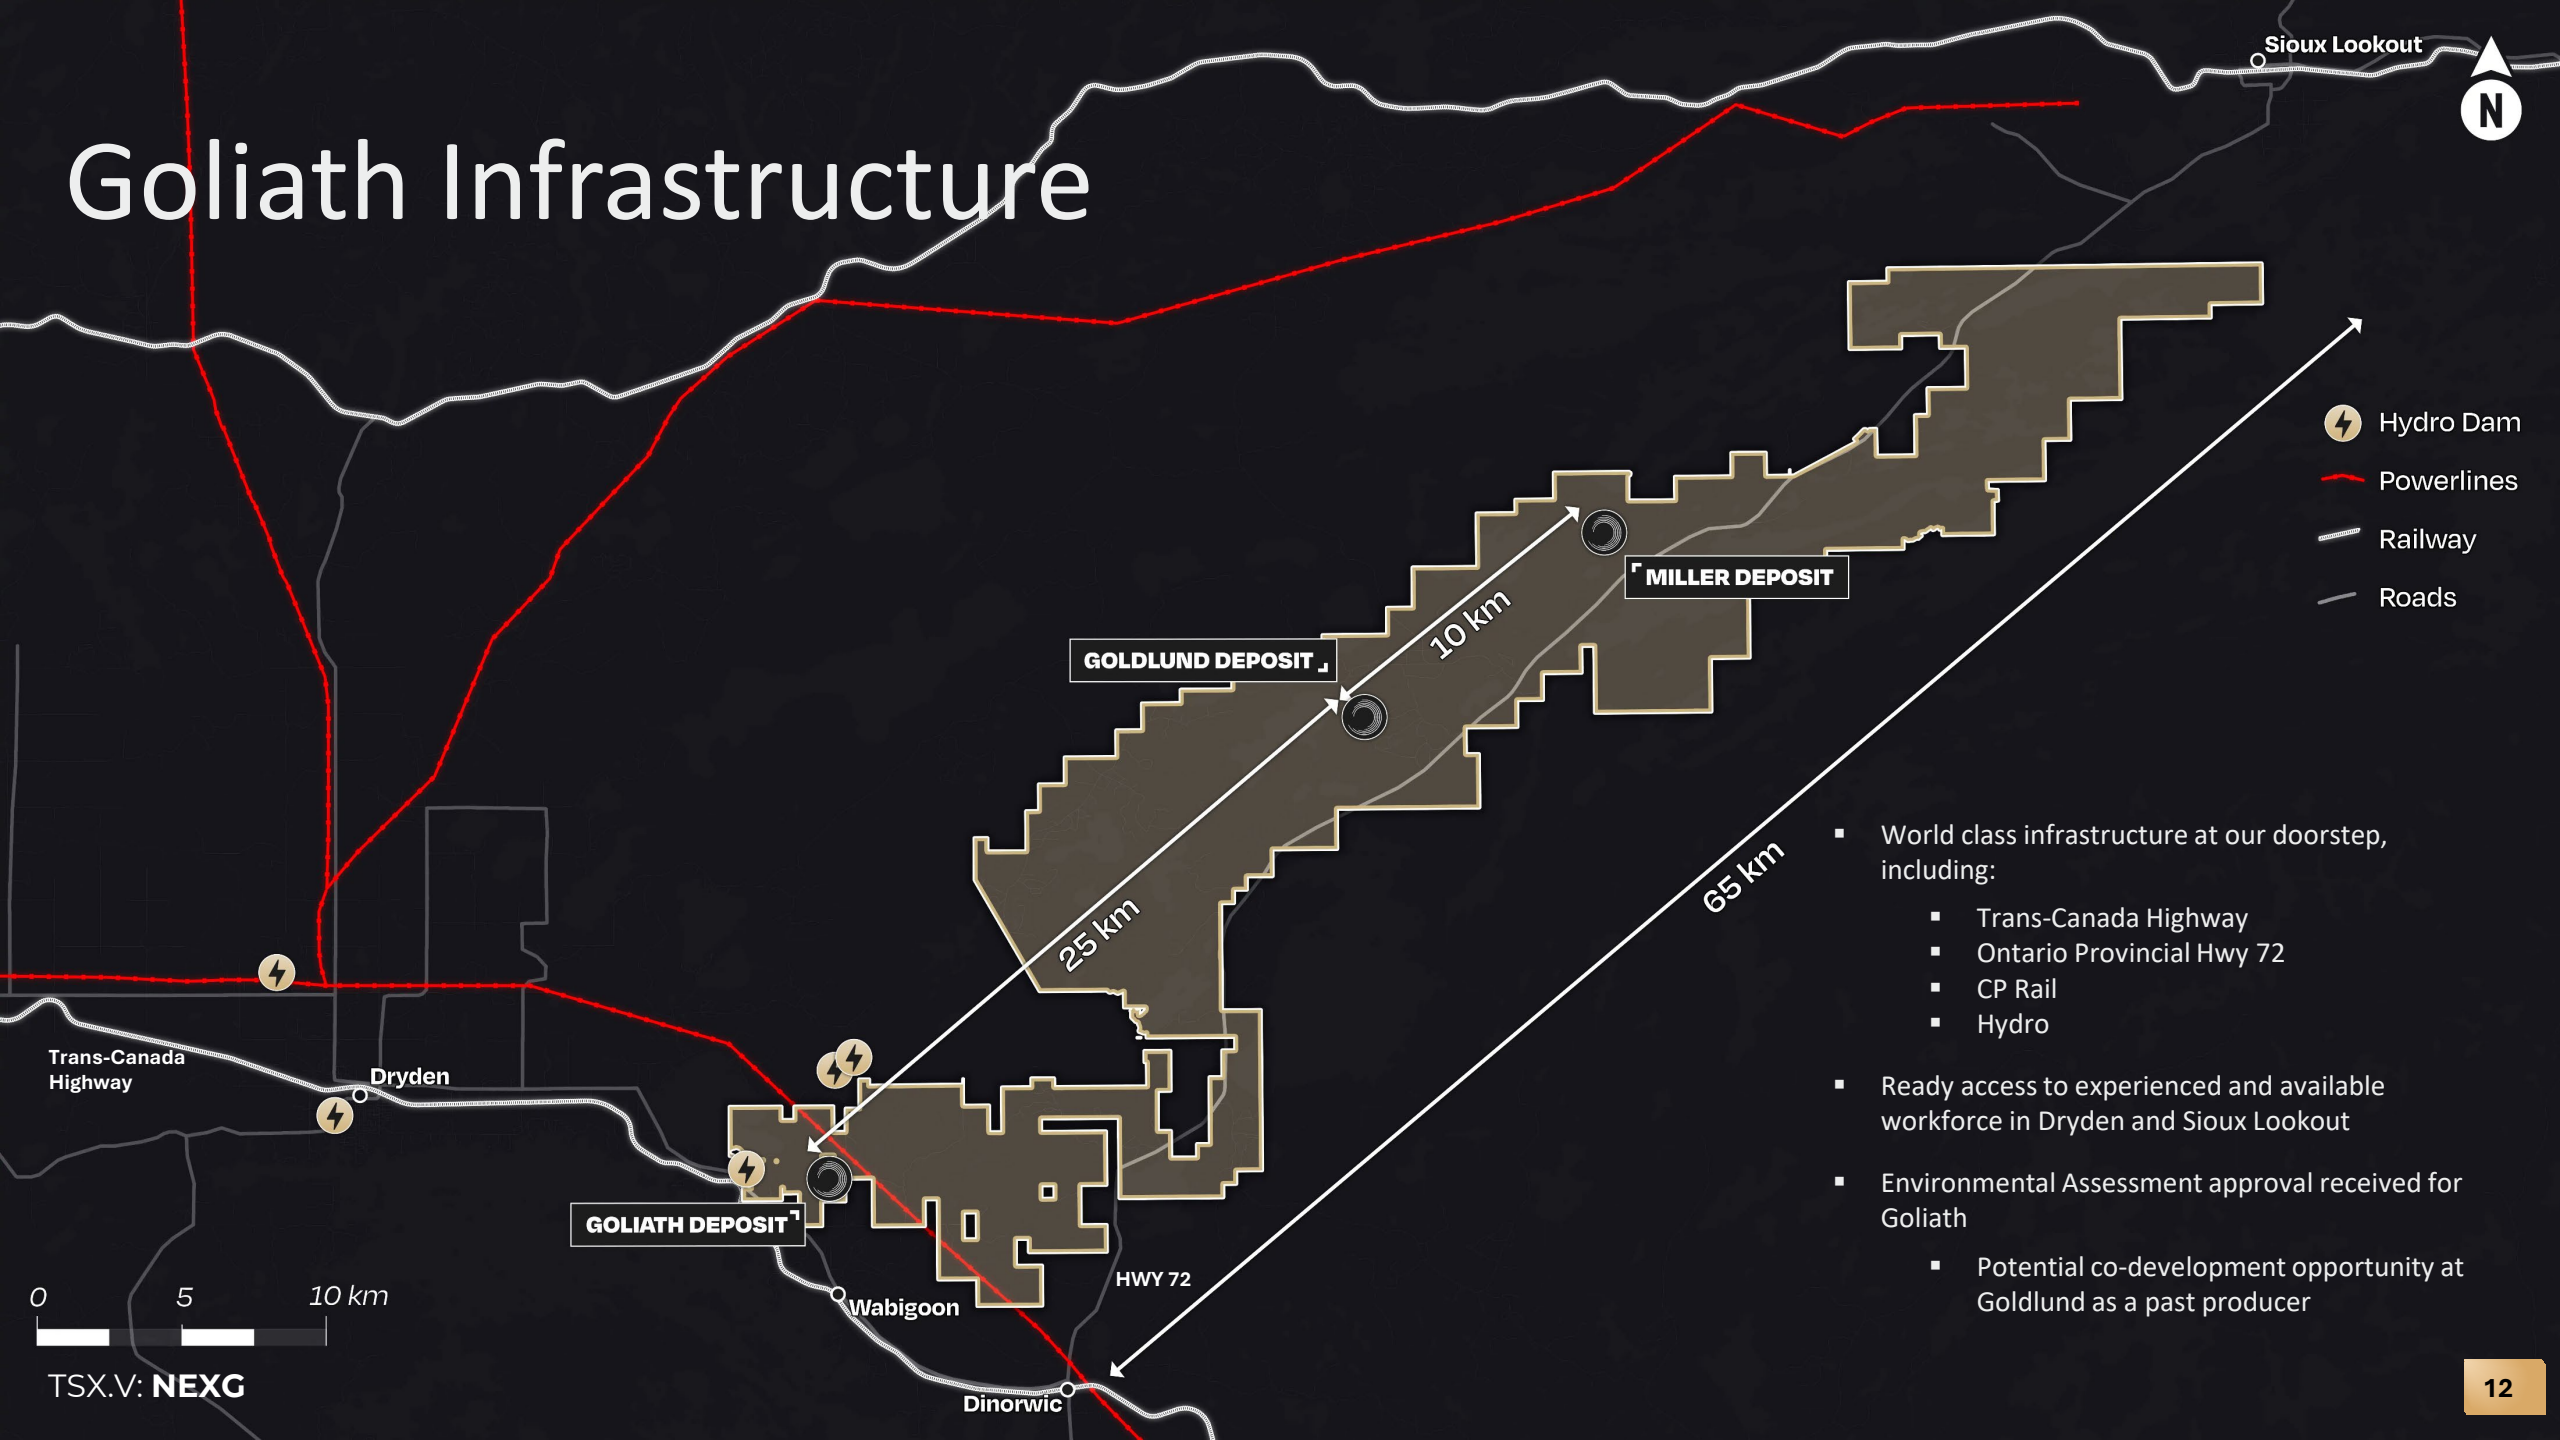 Sioux Lookout
N
Goliath Infrastructure
Hydro Dam
Powerlines
Railway
Roads
MILLER DEPOSIT
10 km
GOLDLUND DEPOSIT
25 km
65 km
World class infrastructure at our doorstep,
including:
Trans-Canada Highway
Ontario Provincial Hwy 72
CP Rail
Hydro
Ready access to experienced and available
workforce in Dryden and Sioux Lookout
Environmental Assessment approval received for
Goliath
Potential co-development opportunity at
Goldlund as a past producer
Trans-Canada
Highway
Dryden
GOLIATH DEPOSIT
HWY 72
Wabigoon
Dinorwic
0 5 10 km
TSX.V: NEXG
12